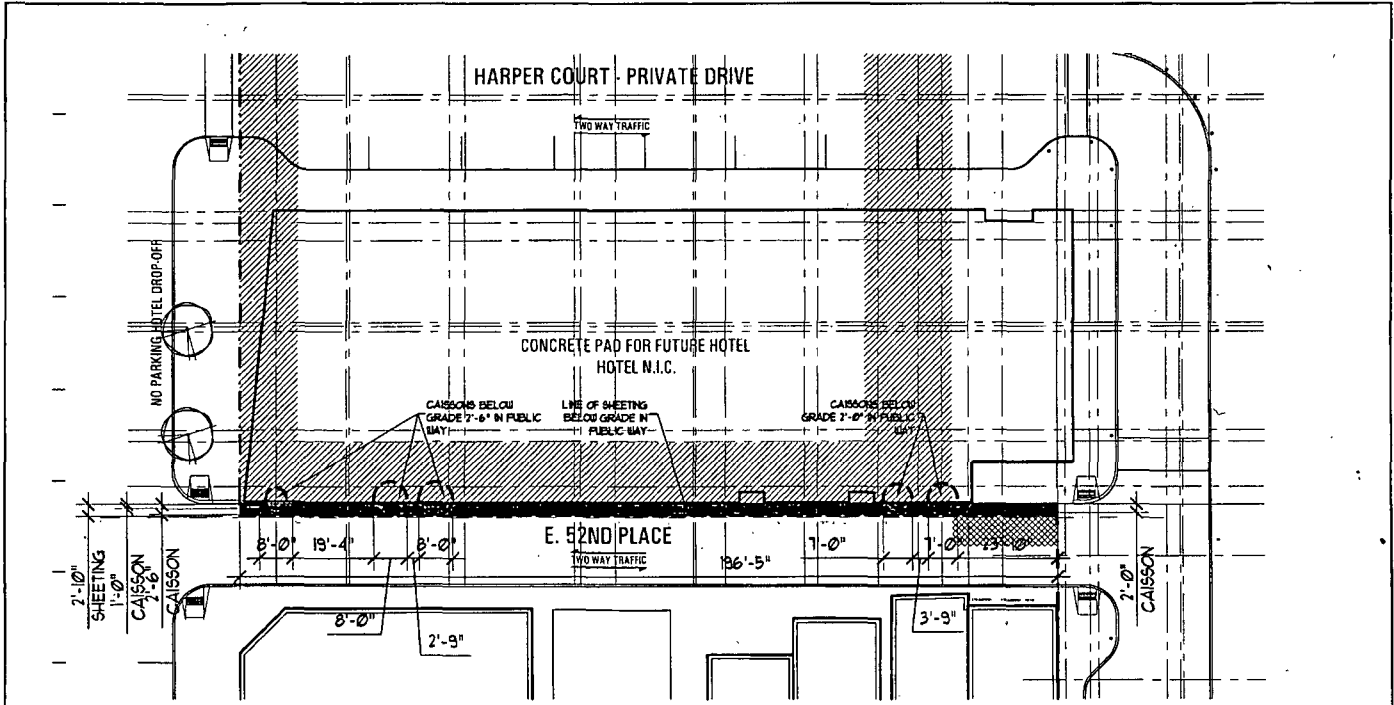 HARPER COURT - PRIVATE DRIVE
TWO WAY TRAFFIC
NO PARKING HOTEL DROP-OFF
CONCRETE PAD FOR FUTURE HOTEL
HOTEL N.I.C.
CAISSONS BELOW
GRADE 2'-6" IN PUBLIC
WAY
LINE OF SHEETING
BELOW GRADE IN
PUBLIC WAY
CAISSONS BELOW
GRADE 2'-0" IN PUBLIC
WAY
E. 52ND PLACE
TWO WAY TRAFFIC
8'-0"
19'-4"
8'-0"
196'-5"
7'-0"
7'-0"
23'-10"
8'-0"
2'-9"
3'-9"
2'-10"
SHEETING
1'-0"
CAISSON
2'-6"
CAISSON
2'-0"
CAISSON